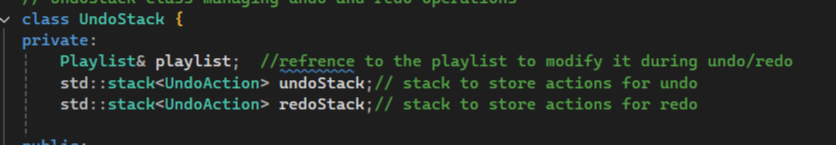 // UndoStack class managing undo and redo operations
class UndoStack {
private:
    Playlist& playlist;  //refrence to the playlist to modify it during undo/redo
    std::stack<UndoAction> undoStack;// stack to store actions for undo
    std::stack<UndoAction> redoStack;// stack to store actions for redo
public: